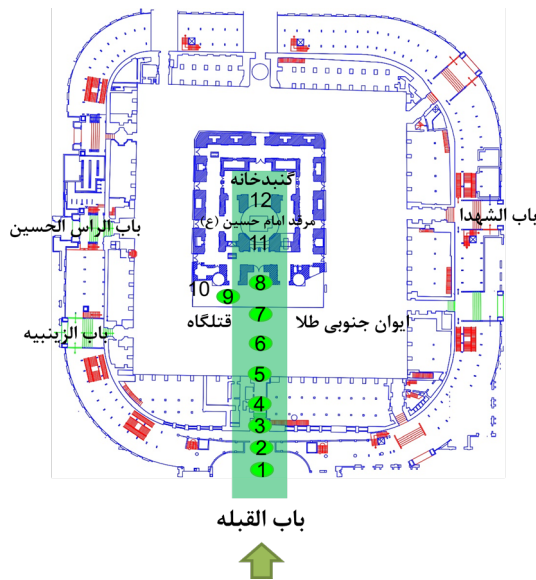 گنبدخانه
12
مرقد امام حسین (ع)
باب الشهدا
باب الراس الحسین
11
8
10
9
7
ایوان جنوبی طلا
قتلگاه
باب الزینبیه
6
5
4
3
2
1
باب القبله